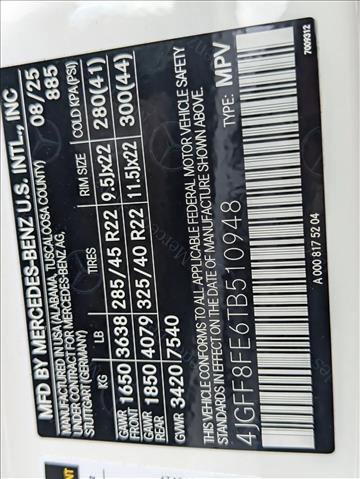 MFD BY MERCEDES-BENZ U.S. INTL., INC
MANUFACTURED IN USA/ALABAMA, TUSCALOOSA COUNTY)
UNDER CONTRACT FOR MERCEDES-BENZ AG
STUTTGART (GERMANY)
08/'25
885
KG LB TIRES RIM SIZE COLD KPA(PSI)
GAWR FRONT 1650 3638 285/45 R22 9.5Jx22 280(41)
GAWR REAR 1850 4079 325/40 R22 11.5Jx22 300(44)
GVWR 3420 7540
THIS VEHICLE CONFORMS TO ALL APPLICABLE FEDERAL MOTOR VEHICLE SAFETY
STANDARDS IN EFFECT ON THE DATE OF MANUFACTURE SHOWN ABOVE.
4JGFF8FE6TB510948
TYPE: MPV
A 000 817 52 04
7009312